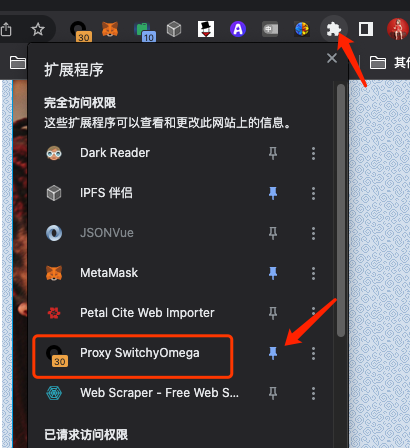 30
10
其他
扩展程序
完全访问权限
这些扩展程序可以查看和更改此网站上的信息。
Dark Reader
IPFS 伴侣
JSONVue
MetaMask
Petal Cite Web Importer
30
Proxy SwitchyOmega
Web Scraper - Free Web S...
已请求访问权限